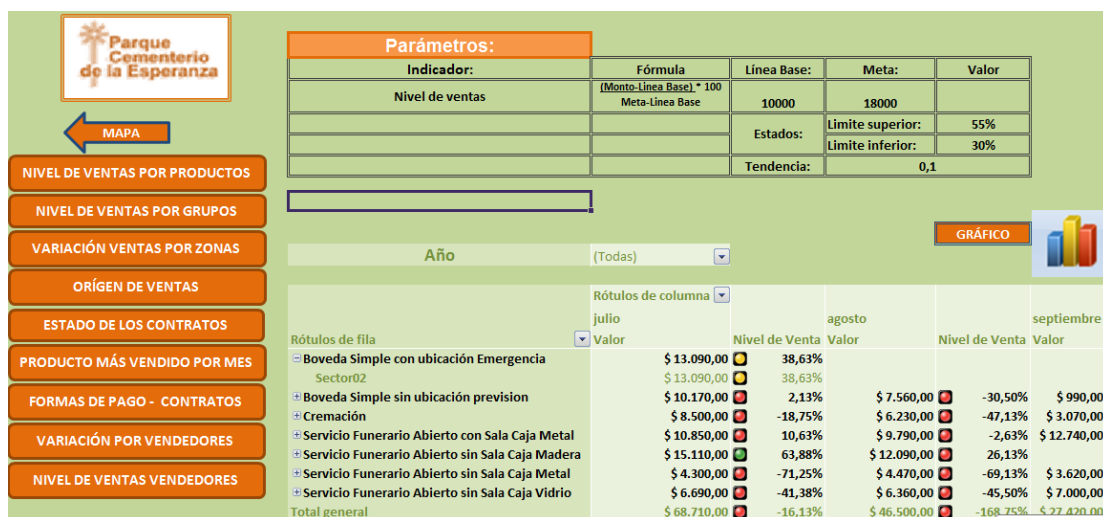 Parque
Cementerio
de la Esperanza
MAPA
NIVEL DE VENTAS POR PRODUCTOS
NIVEL DE VENTAS POR GRUPOS
VARIACIÓN VENTAS POR ZONAS
ORÍGEN DE VENTAS
ESTADO DE LOS CONTRATOS
PRODUCTO MÁS VENDIDO POR MES
FORMAS DE PAGO - CONTRATOS
VARIACIÓN POR VENDEDORES
NIVEL DE VENTAS VENDEDORES
Parámetros:
Indicador: Fórmula Línea Base: Meta: Valor
Nivel de ventas (Monto-Linea Base) * 100 10000 18000
Meta-Linea Base
Estados: Limite superior: 55%
Limite inferior: 30%
Tendencia: 0,1
GRÁFICO
Año (Todas)
Rótulos de columna
julio agosto septiembre
Rótulos de fila Valor Nivel de Venta Valor Nivel de Venta Valor
Boveda Simple con ubicación Emergencia $ 13.090,00 38,63%
Sector02 $ 13.090,00 38,63%
Boveda Simple sin ubicación prevision $ 10.170,00 2,13% $ 7.560,00 -30,50% $ 990,00
Cremación $ 8.500,00 -18,75% $ 6.230,00 -47,13% $ 3.070,00
Servicio Funerario Abierto con Sala Caja Metal $ 10.850,00 10,63% $ 9.790,00 -2,63% $ 12.740,00
Servicio Funerario Abierto sin Sala Caja Madera $ 15.110,00 63,88% $ 12.090,00 26,13%
Servicio Funerario Abierto sin Sala Caja Metal $ 4.300,00 -71,25% $ 4.470,00 -69,13% $ 3.620,00
Servicio Funerario Abierto sin Sala Caja Vidrio $ 6.690,00 -41,38% $ 6.360,00 -45,50% $ 7.000,00
Total general $ 68.710,00 -16,13% $ 46.500,00 -168,75% $ 27.420,00